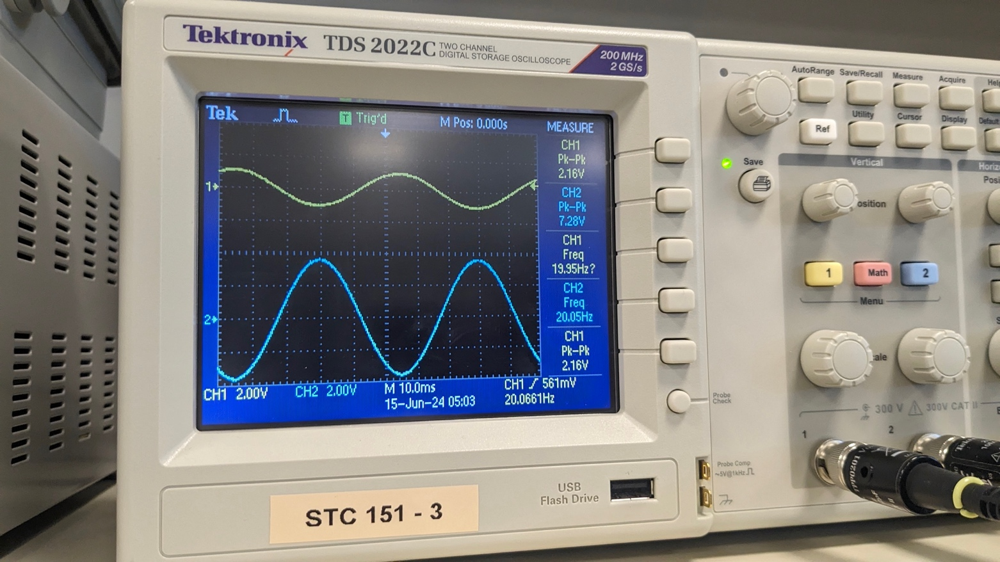 Tektronix TDS 2022C TWO CHANNEL
DIGITAL STORAGE OSCILLOSCOPE
200 MHz
2 GS/s
Tek
T Trig'd
M Pos: 0.000s
MEASURE
CH1
Pk-Pk
2.16V
CH2
Pk-Pk
7.28V
CH1
Freq
19.95Hz?
CH2
Freq
20.05Hz
CH1
Pk-Pk
2.16V
1
2
CH1 2.00V
CH2 2.00V
M 10.0ms
CH1
561mV
15-Jun-24 05:03
20.0661Hz
AutoRange
Save/Recall
Measure
Acquire
Ref
Utility
Cursor
Display
Save
Vertical
osition
1
Math
2
Menu
Probe
Check
300 V
300V CAT II
1
2
Probe Comp
~5V@1kHz
USB
Flash Drive
STC 151 - 3
TPP0201